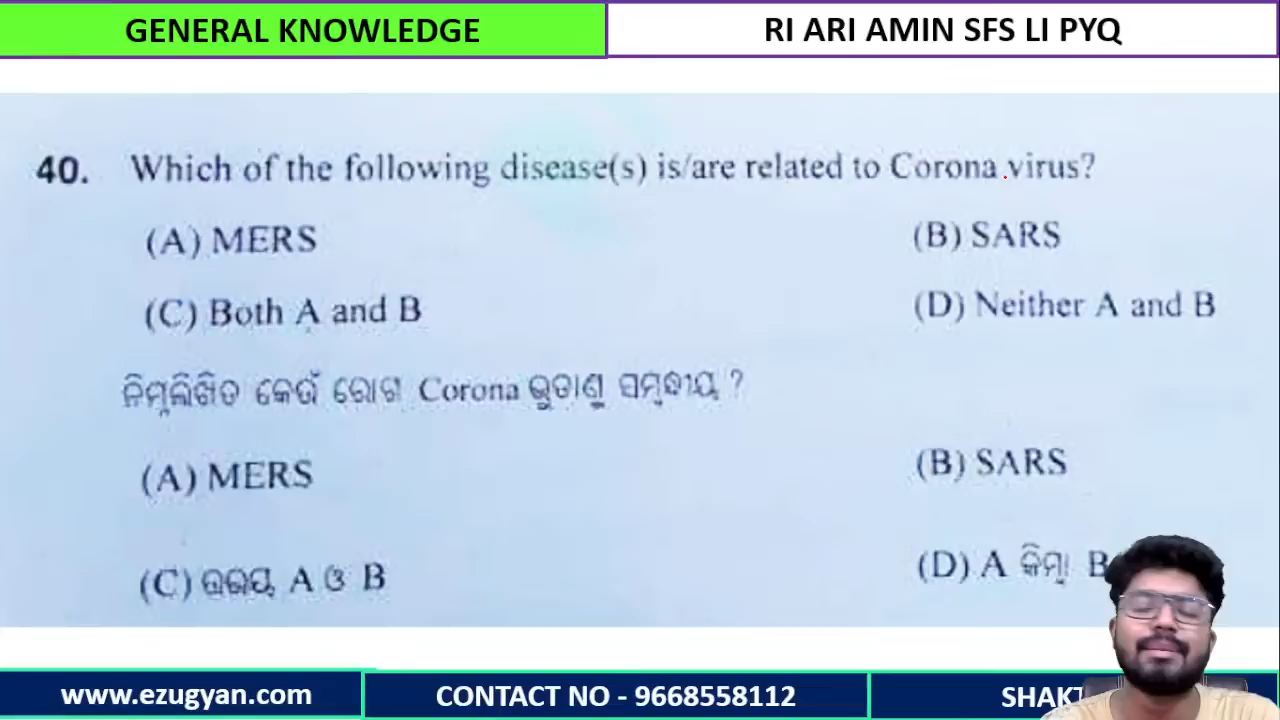 GENERAL KNOWLEDGE
RI ARI AMIN SFS LI PYQ
40. Which of the following disease(s) is/are related to Corona virus?
(A) MERS
(B) SARS
(C) Both A and B
(D) Neither A and B
ନିମ୍ନଲିଖିତ କେଉଁ ରୋଗ Corona ଭୁତାଣୁ ସମ୍ବନ୍ଧୀୟ ?
(A) MERS
(B) SARS
(C) ଉଭୟ A ଓ B
(D) A କିମ୍ବା B
www.ezugyan.com
CONTACT NO - 9668558112